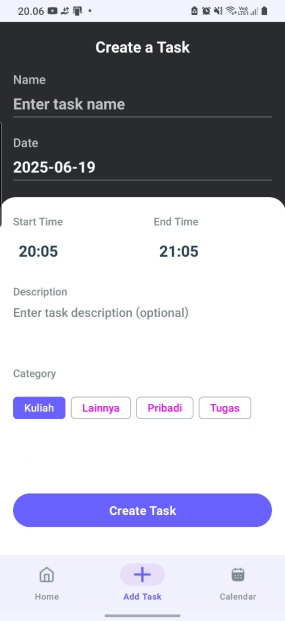 20.06
Create a Task
Name
Enter task name
Date
2025-06-19
Start Time End Time
20:05 21:05
Description
Enter task description (optional)
Category
Kuliah Lainnya Pribadi Tugas
Create Task
Home Add Task Calendar